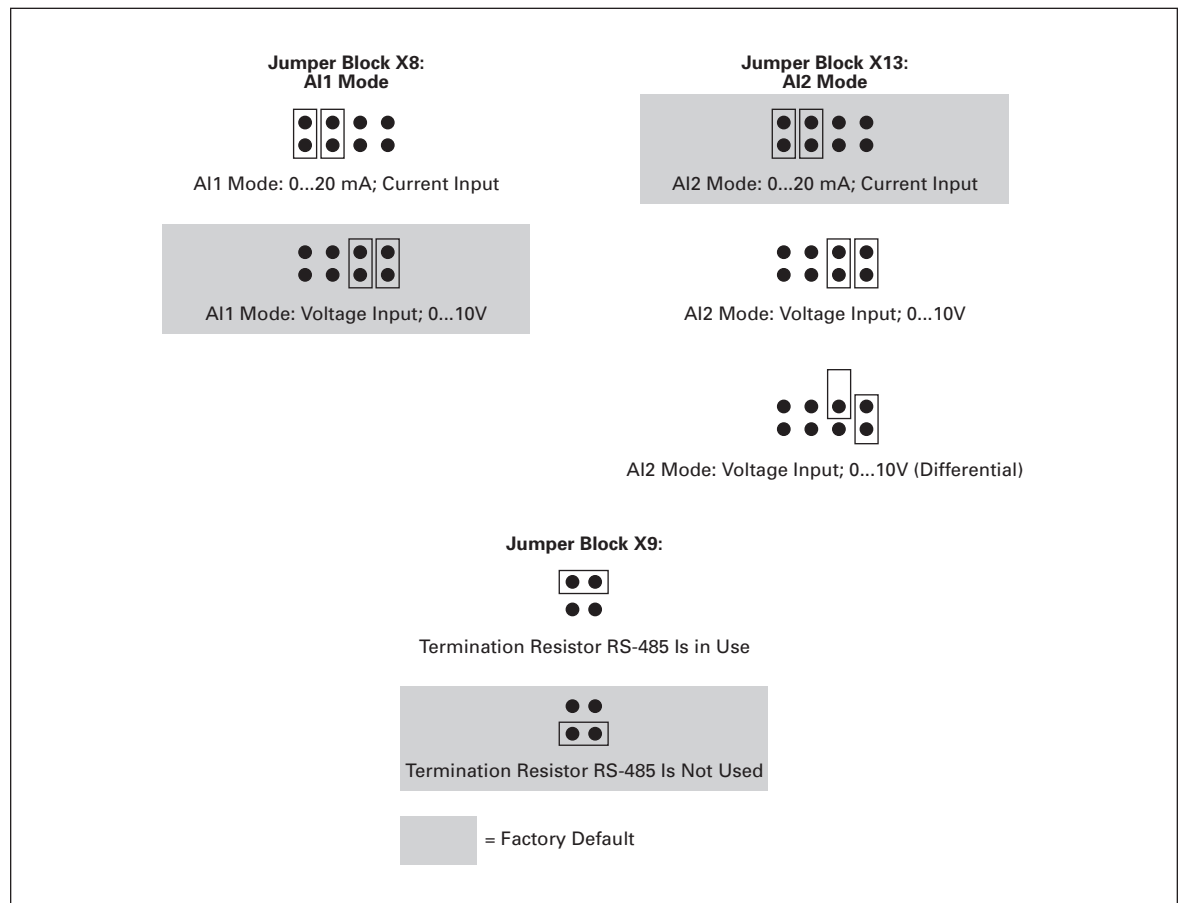 Jumper Block X8:
AI1 Mode
AI1 Mode: 0...20 mA; Current Input
AI1 Mode: Voltage Input; 0...10V
Jumper Block X13:
AI2 Mode
AI2 Mode: 0...20 mA; Current Input
AI2 Mode: Voltage Input; 0...10V
AI2 Mode: Voltage Input; 0...10V (Differential)
Jumper Block X9:
Termination Resistor RS-485 Is in Use
Termination Resistor RS-485 Is Not Used
= Factory Default